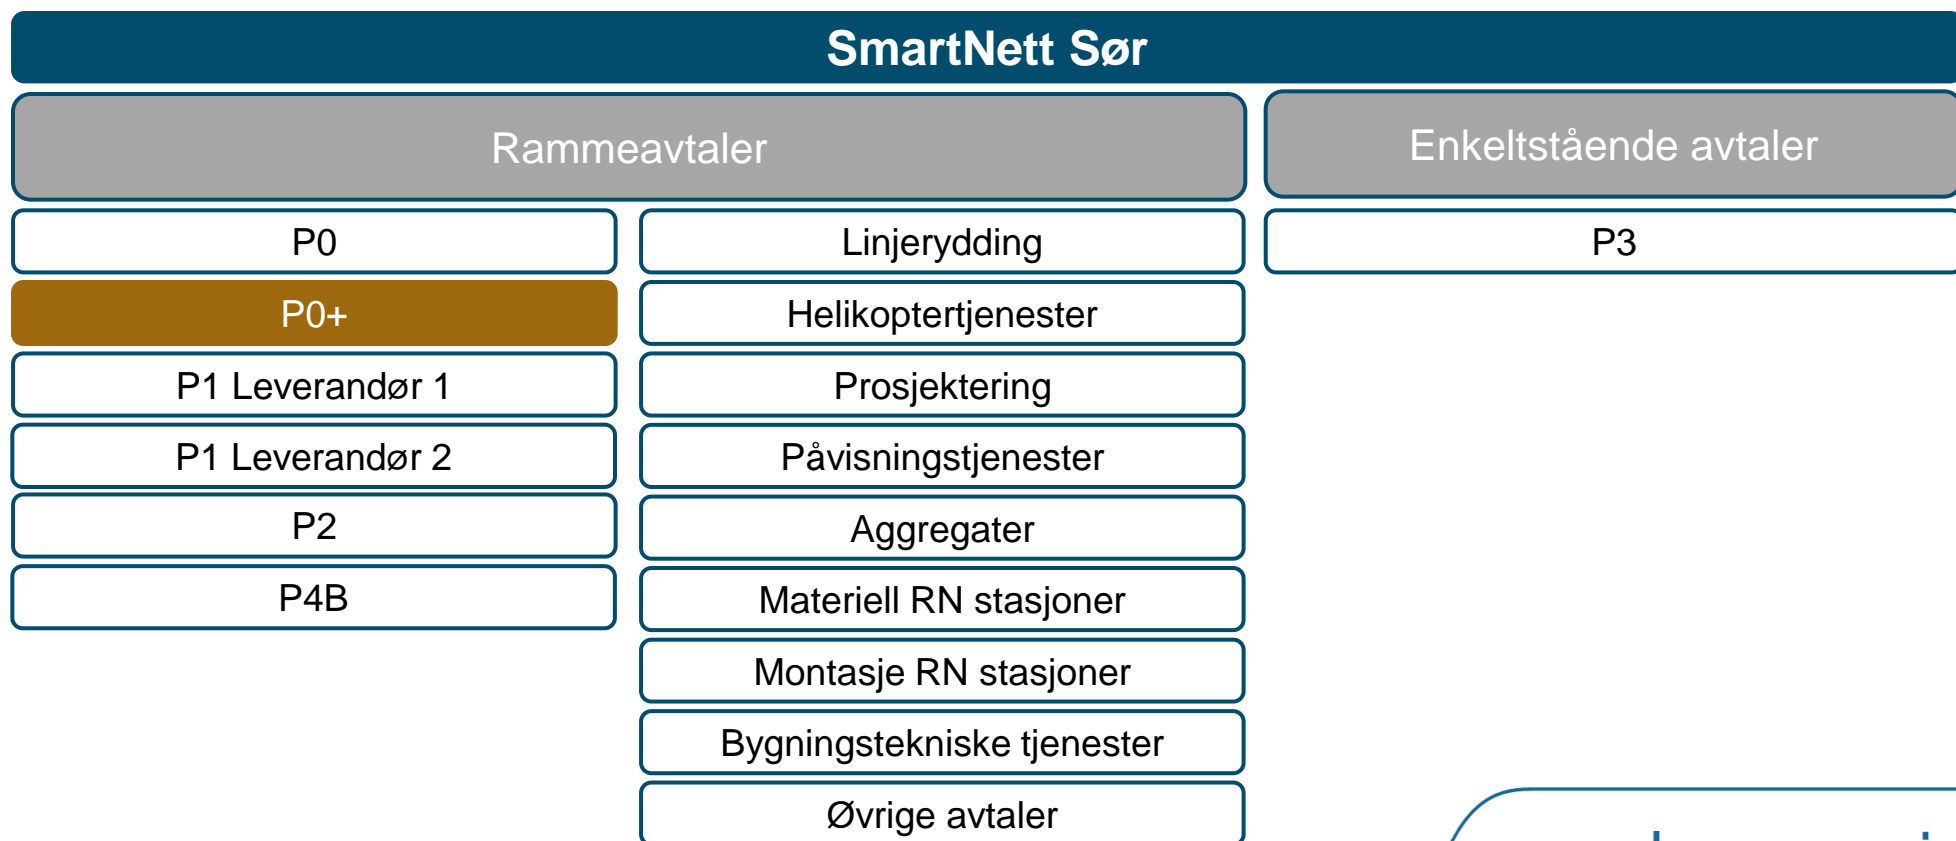 SmartNett Sør
Rammeavtaler
Enkeltstående avtaler
P0
P0+
P1 Leverandør 1
P1 Leverandør 2
P2
P4B
Linjerydding
Helikoptertjenester
Prosjektering
Påvisningstjenester
Aggregater
Materiell RN stasjoner
Montasje RN stasjoner
Bygningstekniske tjenester
Øvrige avtaler
P3